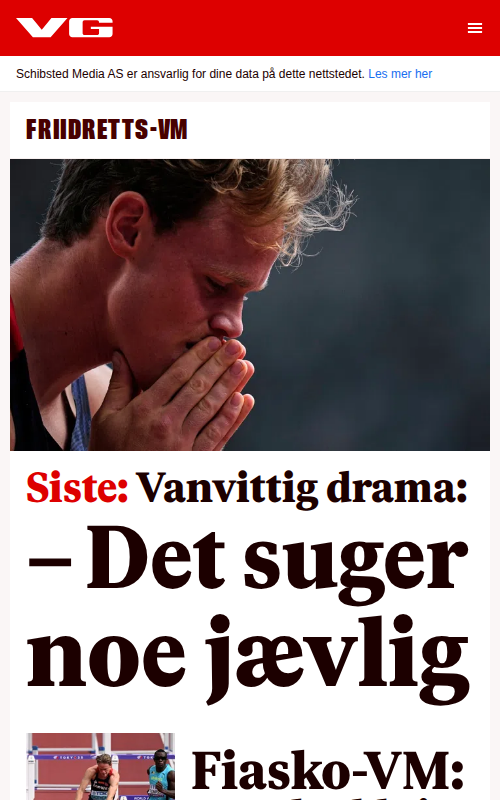 VG
Schibsted Media AS er ansvarlig for dine data på dette nettstedet. Les mer her
FRIIDRETTS-VM
Siste: Vanvittig drama:
– Det suger
noe jævlig
Fiasko-VM: